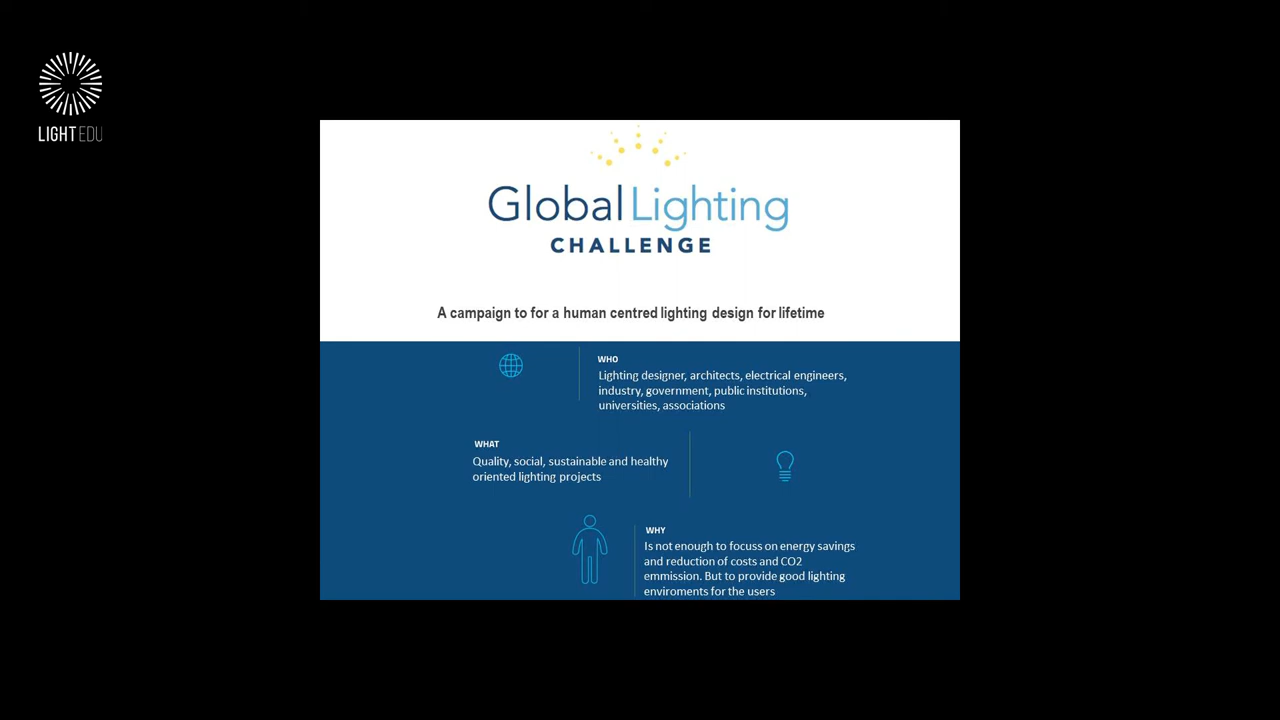 LIGHT EDU
Global Lighting
CHALLENGE
A campaign to for a human centred lighting design for lifetime
WHO
Lighting designer, architects, electrical engineers,
industry, government, public institutions,
universities, associations
WHAT
Quality, social, sustainable and healthy
oriented lighting projects
WHY
Is not enough to focuss on energy savings
and reduction of costs and CO2
emmission. But to provide good lighting
enviroments for the users